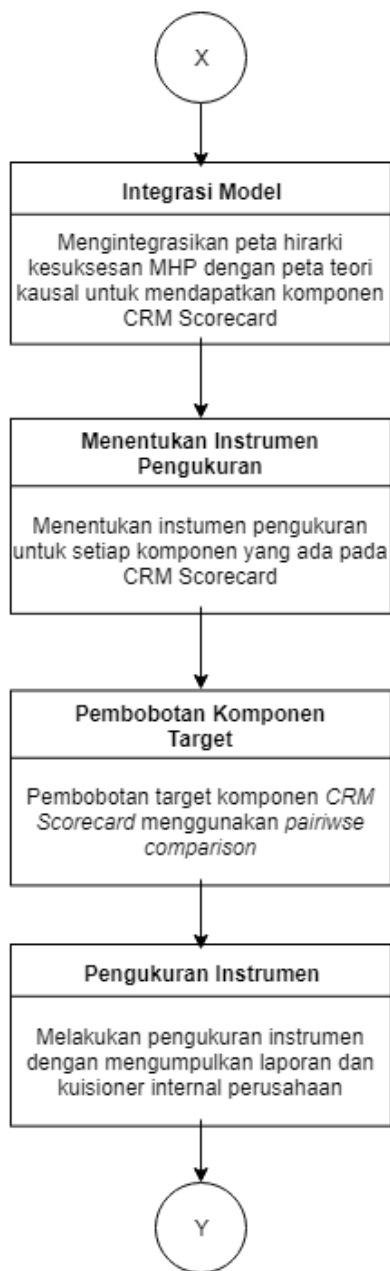 X
Integrasi Model
Mengintegrasikan peta hirarki
kesuksesan MHP dengan peta teori
kausal untuk mendapatkan komponen
CRM Scorecard
Menentukan Instrumen
Pengukuran
Menentukan instumen pengukuran
untuk setiap komponen yang ada pada
CRM Scorecard
Pembobotan Komponen
Target
Pembobotan target komponen CRM
Scorecard menggunakan pairiwse
comparison
Pengukuran Instrumen
Melakukan pengukuran instrumen
dengan mengumpulkan laporan dan
kuisioner internal perusahaan
Y